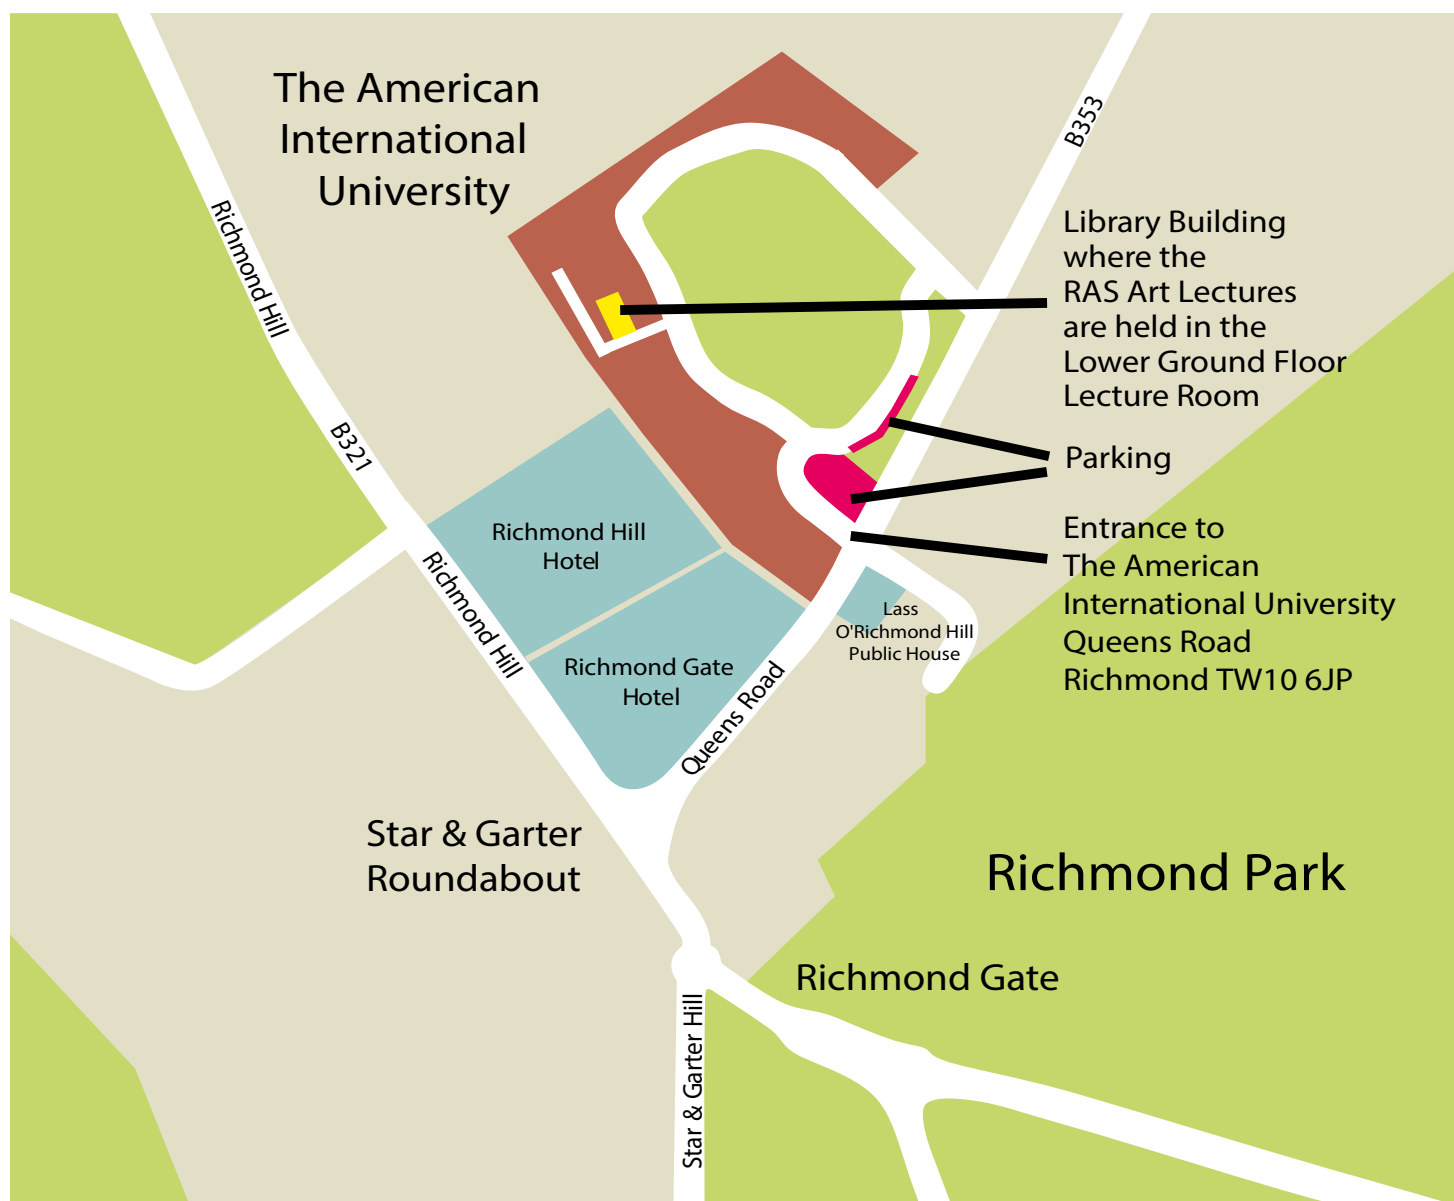 The American
International
University
B353
Richmond Hill
Library Building
where the
RAS Art Lectures
are held in the
Lower Ground Floor
Lecture Room
B321
Parking
Richmond Hill
Hotel
Entrance to
The American
International University
Queens Road
Richmond TW10 6JP
Richmond Hill
Lass
O'Richmond Hill
Public House
Richmond Gate
Hotel
Queens Road
Star & Garter
Roundabout
Richmond Park
Richmond Gate
Star & Garter Hill